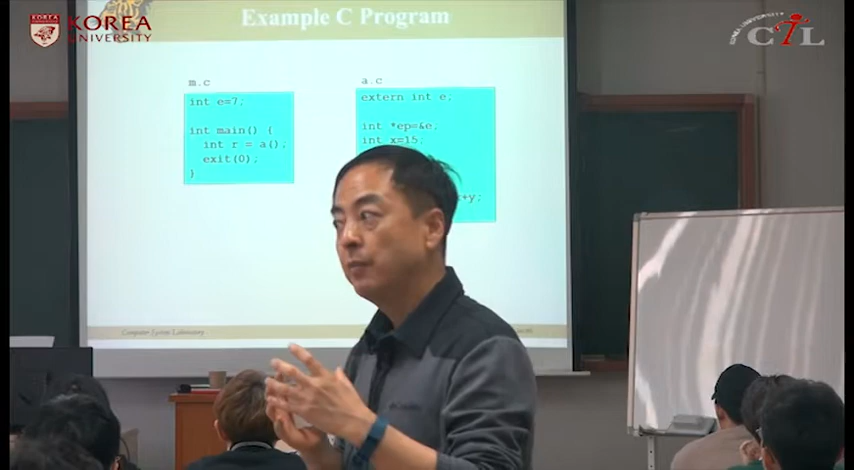 KOREA
UNIVERSITY
Example C Program
CTL
m.c
int e=7;
int main() {
int r = a();
exit(0);
}
a.c
extern int e;
int *ep=&e;
int x=15;
+y;
Computer System Laboratory